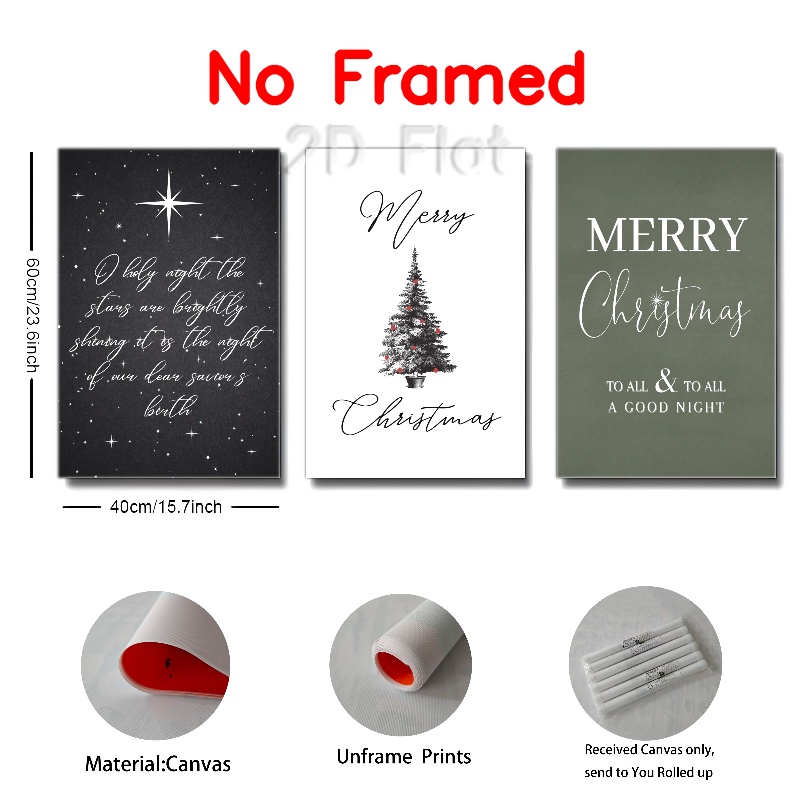 No Framed
2D Flat
60cm/23.6inch
O holy night the
stars are brightly
shining it is the night
of our dear savior's
birth
Merry
Christmas
MERRY
Christmas
TO ALL & TO ALL
A GOOD NIGHT
40cm/15.7inch
Material:Canvas
Unframe Prints
Received Canvas only,
send to You Rolled up